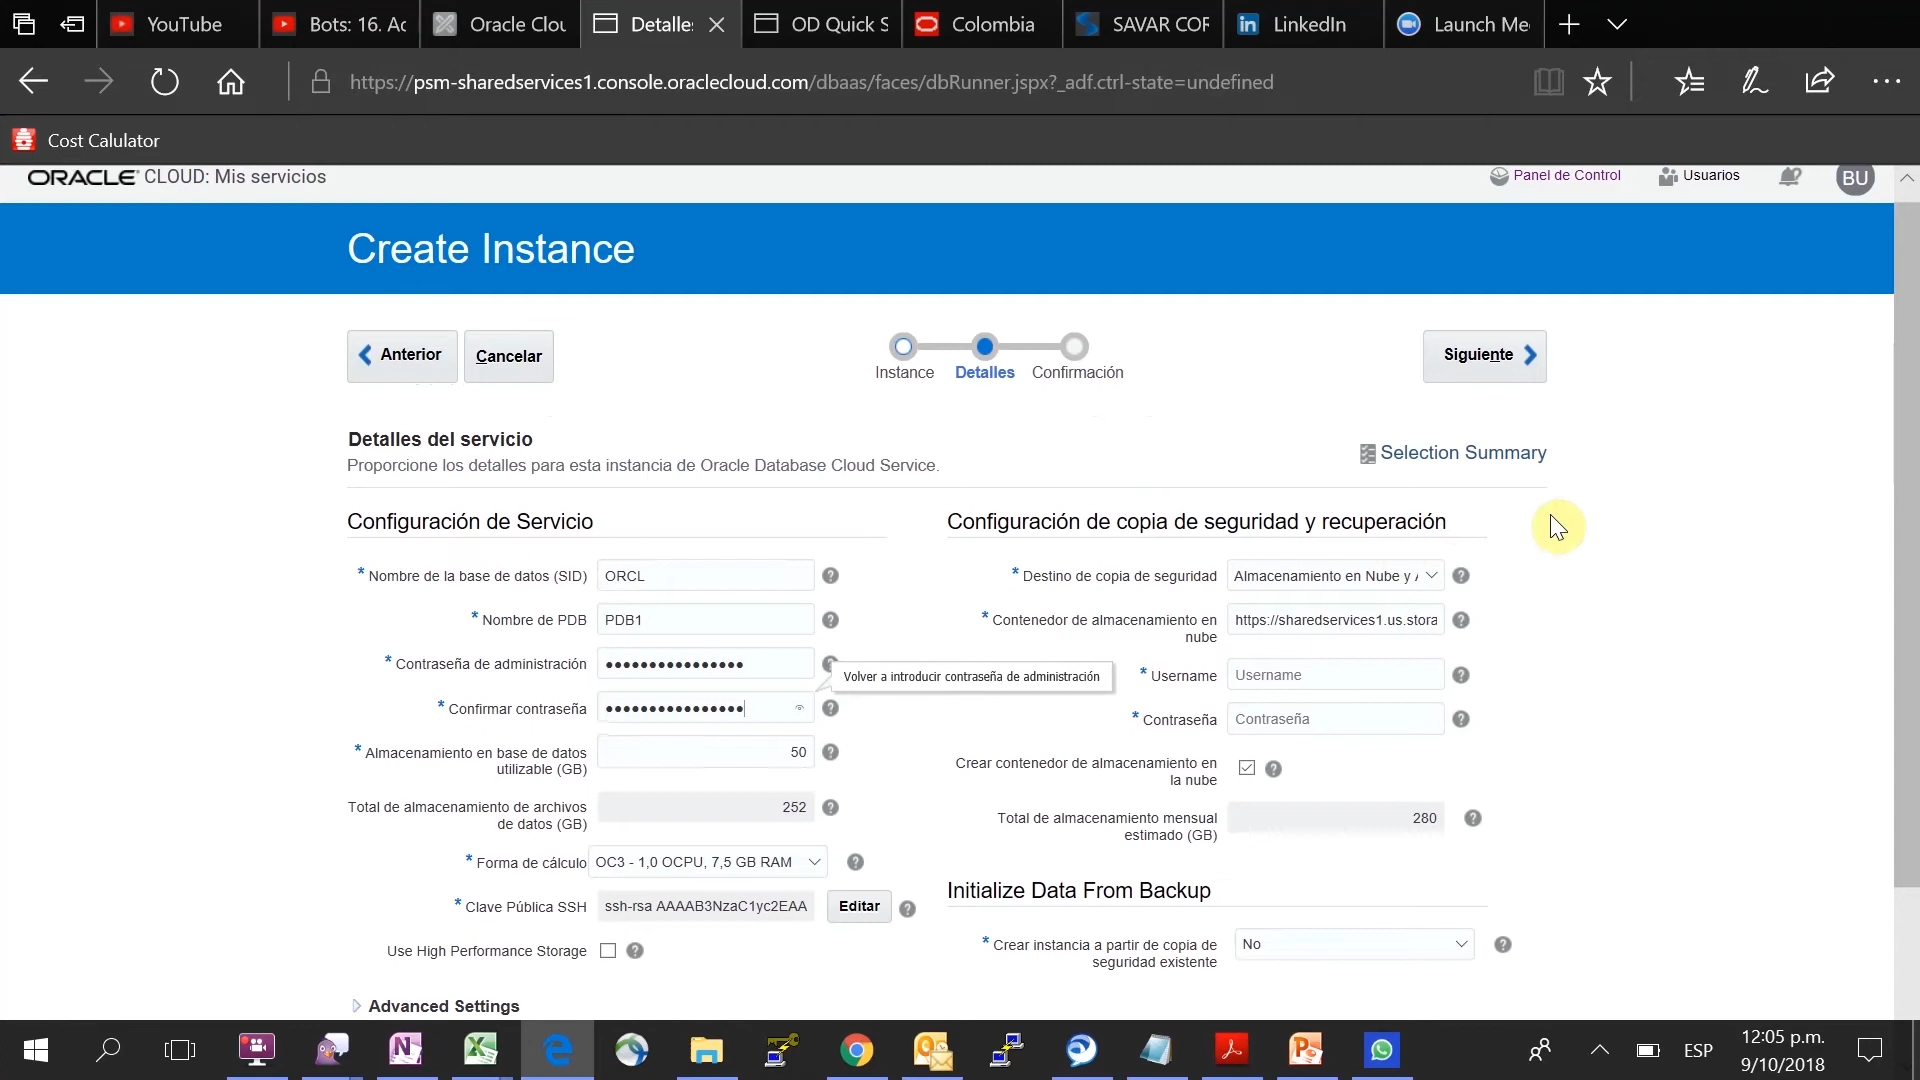 YouTube
Bots: 16. Ac
Oracle Clou
Detalles
OD Quick S
Colombia
SAVAR COR
LinkedIn
Launch Me
https://psm-sharedservices1.console.oraclecloud.com/dbaas/faces/dbRunner.jspx?_adf.ctrl-state=undefined
Cost Calulator
ORACLE CLOUD: Mis servicios
Panel de Control
Usuarios
BU
Create Instance
Anterior
Cancelar
Instance
Detalles
Confirmación
Siguiente
Detalles del servicio
Proporcione los detalles para esta instancia de Oracle Database Cloud Service.
Selection Summary
Configuración de Servicio
* Nombre de la base de datos (SID)
ORCL
* Nombre de PDB
PDB1
* Contraseña de administración
••••••••••••••••
Volver a introducir contraseña de administración
* Confirmar contraseña
••••••••••••••••
* Almacenamiento en base de datos
utilizable (GB)
50
Total de almacenamiento de archivos
de datos (GB)
252
* Forma de cálculo
OC3 - 1,0 OCPU, 7,5 GB RAM
* Clave Pública SSH
ssh-rsa AAAAB3NzaC1yc2EAA
Editar
Use High Performance Storage
Advanced Settings
Configuración de copia de seguridad y recuperación
* Destino de copia de seguridad
Almacenamiento en Nube y
* Contenedor de almacenamiento en
nube
https://sharedservices1.us.stora
* Username
Username
* Contraseña
Contraseña
Crear contenedor de almacenamiento en
la nube
Total de almacenamiento mensual
estimado (GB)
280
Initialize Data From Backup
* Crear instancia a partir de copia de
seguridad existente
No
ESP
12:05 p.m.
9/10/2018